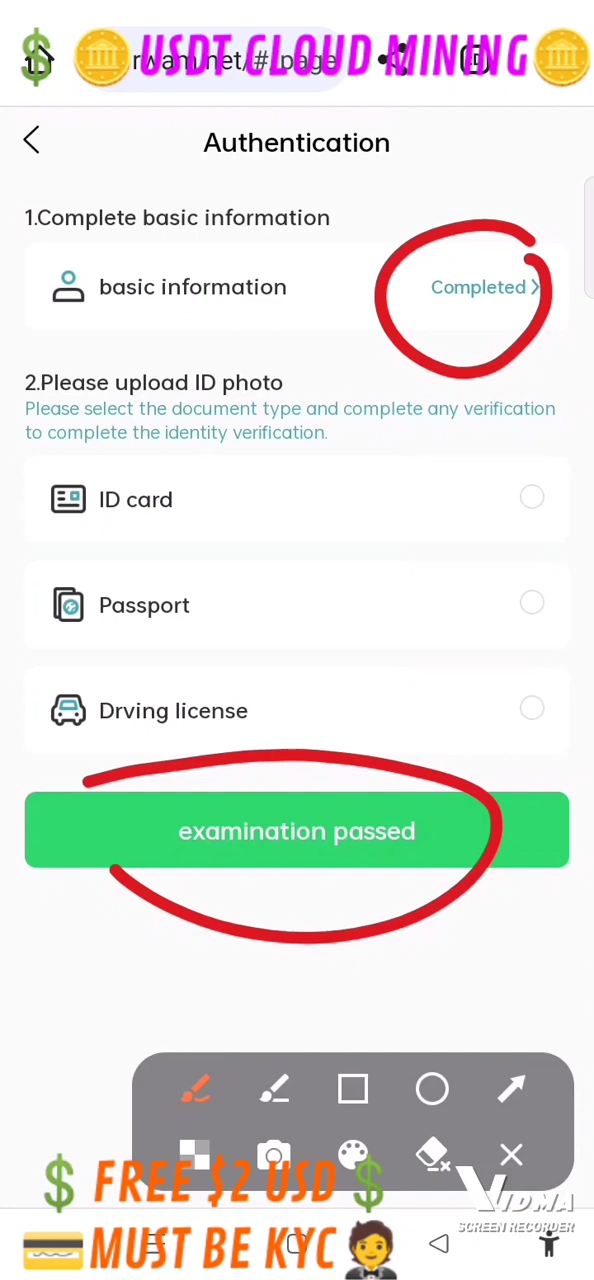 USDT CLOUD MINING
Authentication
1.Complete basic information
basic information
Completed
2.Please upload ID photo
Please select the document type and complete any verification
to complete the identity verification.
ID card
Passport
Drving license
examination passed
FREE $2 USD
MUST BE KYC
VIDMA
SCREEN RECORDER